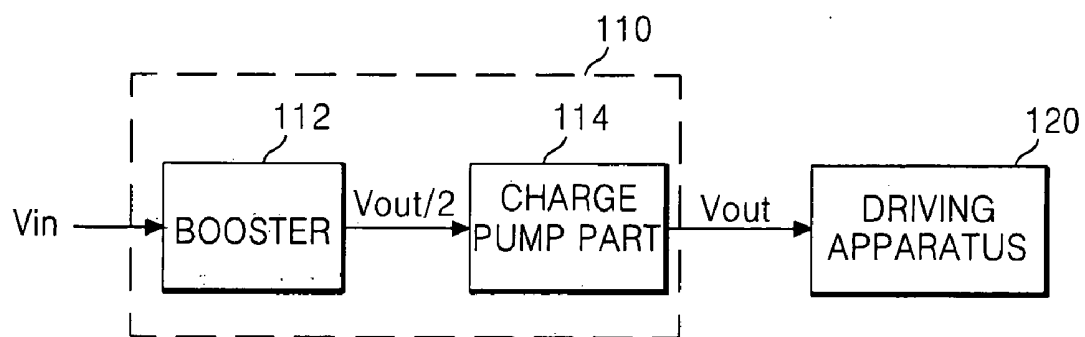 110
112
114
120
Vin
BOOSTER
Vout/2
CHARGE
PUMP PART
Vout
DRIVING
APPARATUS